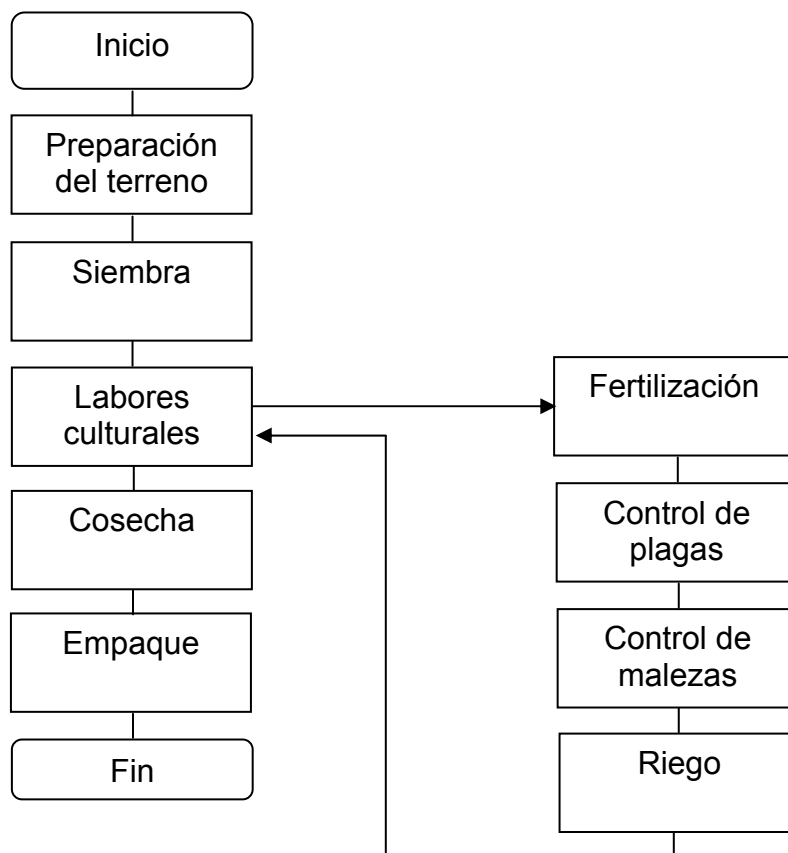 Inicio
Preparación
del terreno
Siembra
Labores
culturales
Cosecha
Empaque
Fin
Fertilización
Control de
plagas
Control de
malezas
Riego